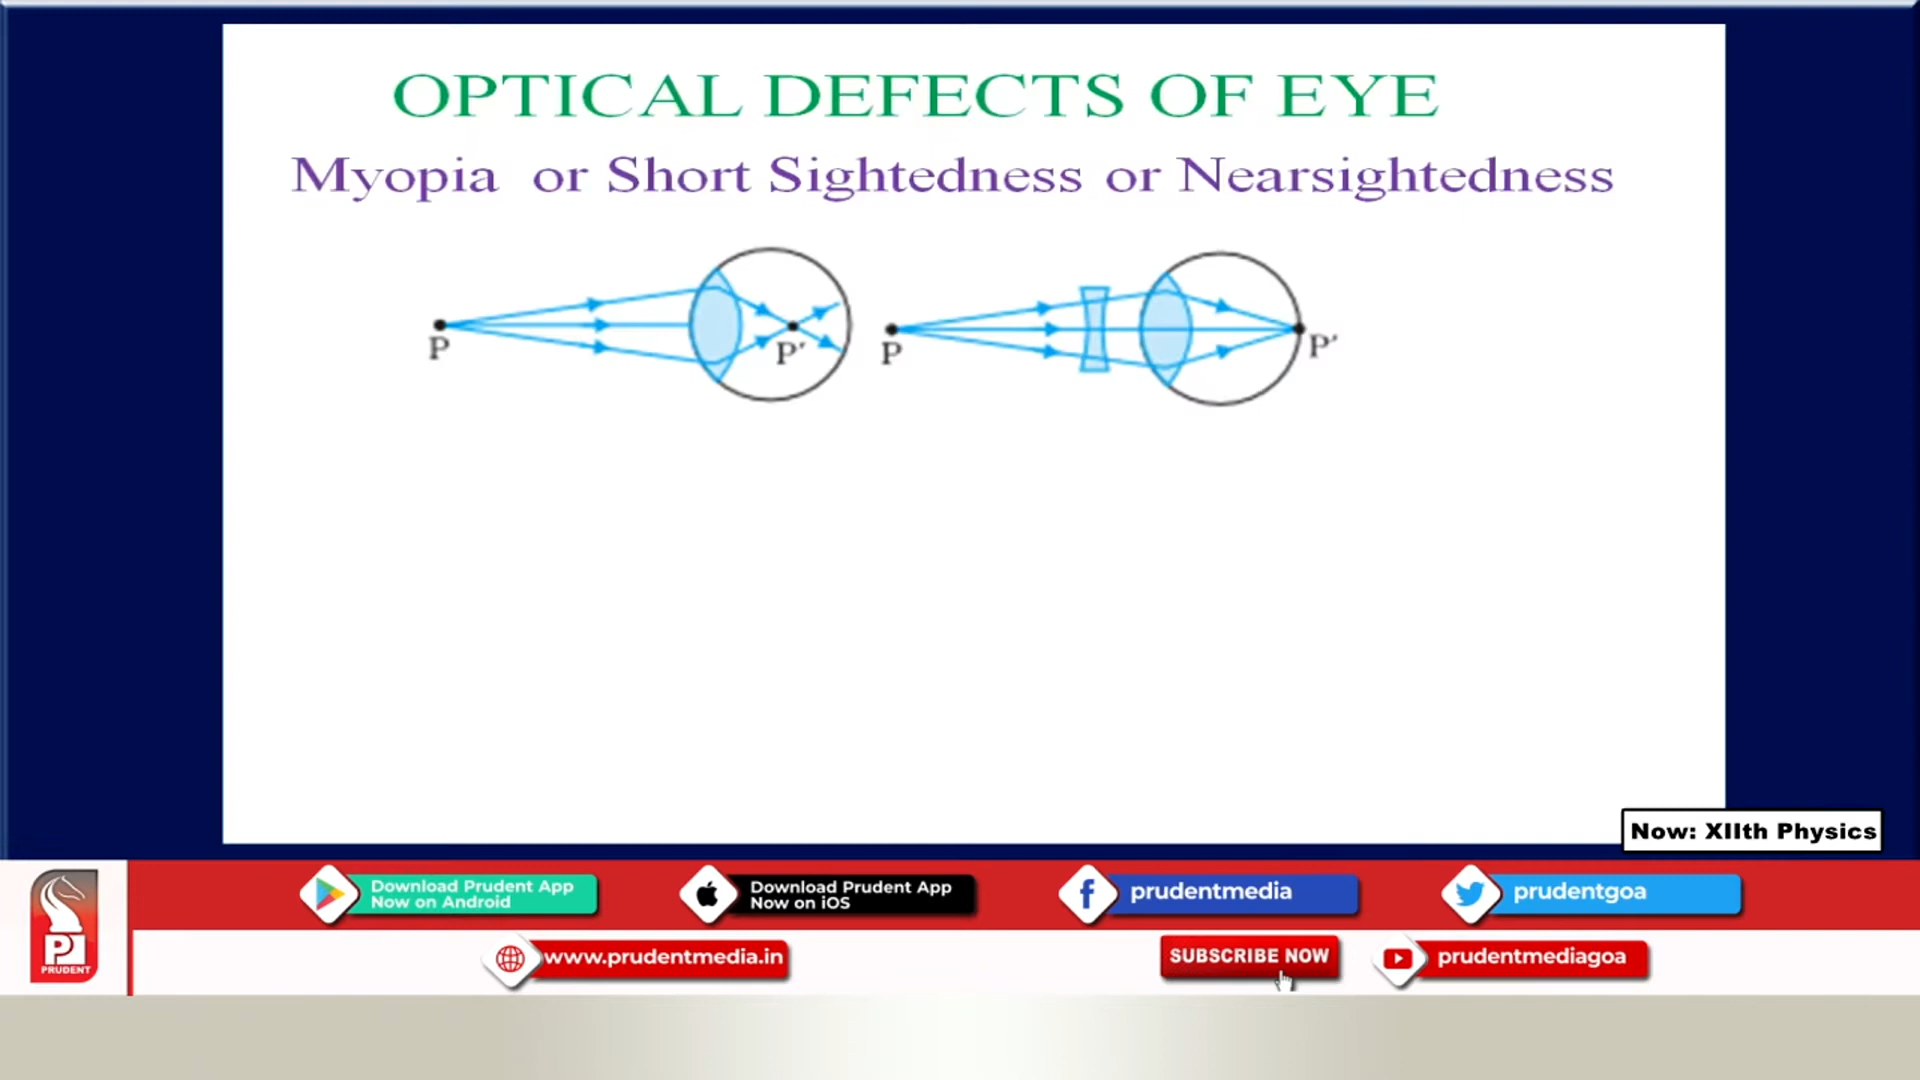 OPTICAL DEFECTS OF EYE
Myopia or Short Sightedness or Nearsightedness
P
P′
P
P′
Now: XIIth Physics
Download Prudent App
Now on Android
Download Prudent App
Now on iOS
prudentmedia
prudentgoa
PRUDENT
www.prudentmedia.in
SUBSCRIBE NOW
prudentmediagoa